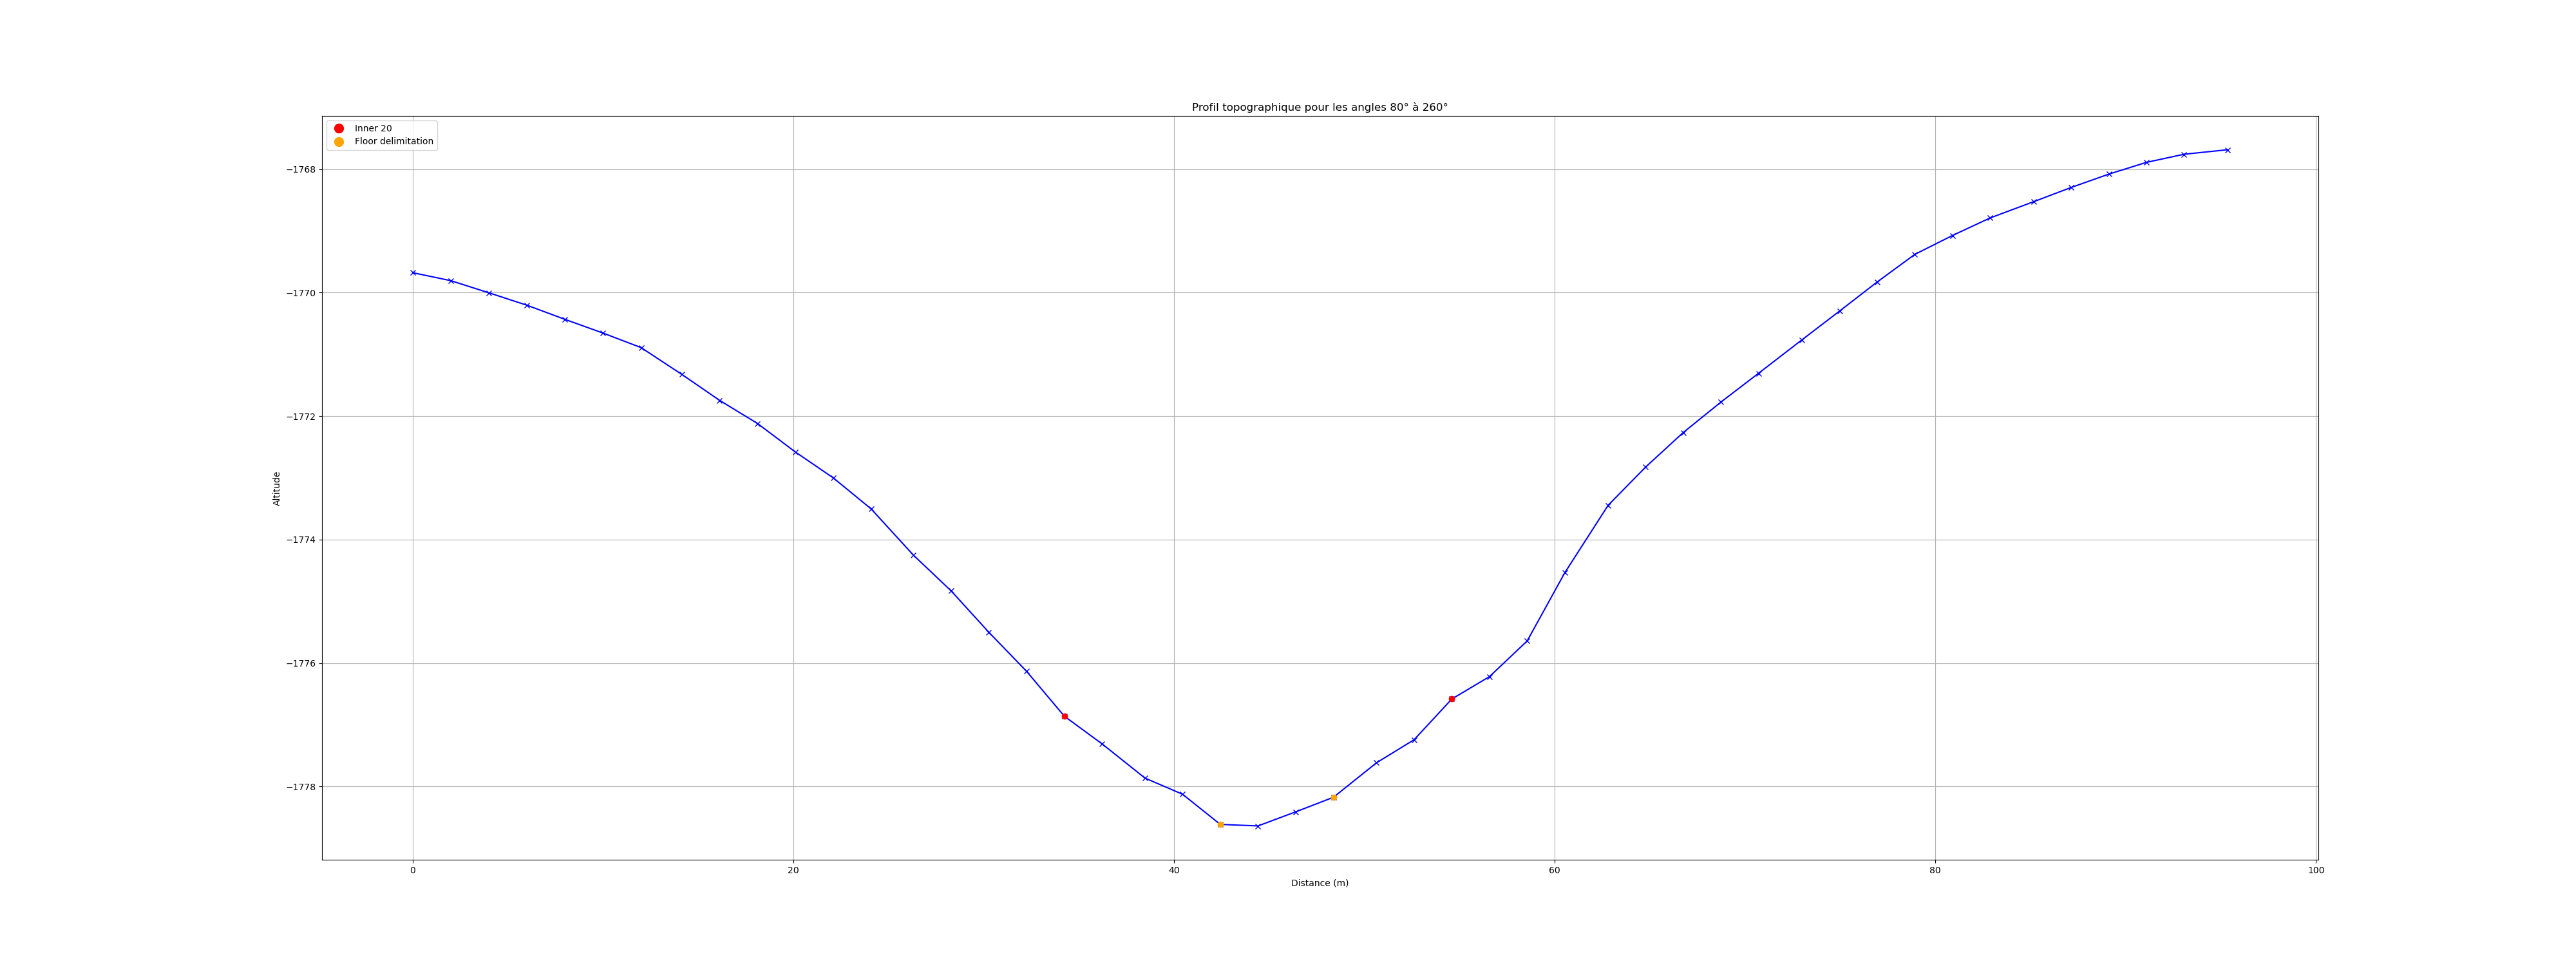 Profil topographique pour les angles 80° à 260°
Inner 20
Floor delimitation
−1768
−1770
−1772
−1774
−1776
−1778
Altitude
0 20 40 60 80 100
Distance (m)